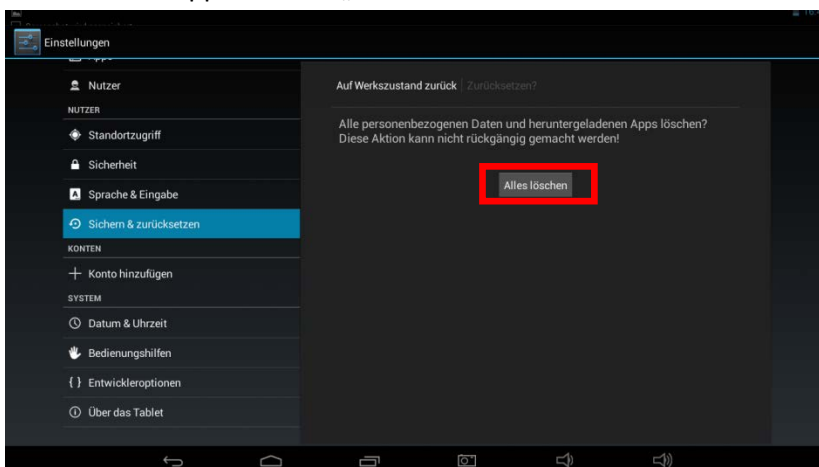 Einstellungen
Apps
Nutzer
NUTZER
Standortzugriff
Sicherheit
A Sprache & Eingabe
Sichern & zurücksetzen
KONTEN
Konto hinzufügen
SYSTEM
Datum & Uhrzeit
Bedienungshilfen
{ } Entwickleroptionen
Über das Tablet
Auf Werkszustand zurück Zurücksetzen?
Alle personenbezogenen Daten und heruntergeladenen Apps löschen?
Diese Aktion kann nicht rückgängig gemacht werden!
Alles löschen